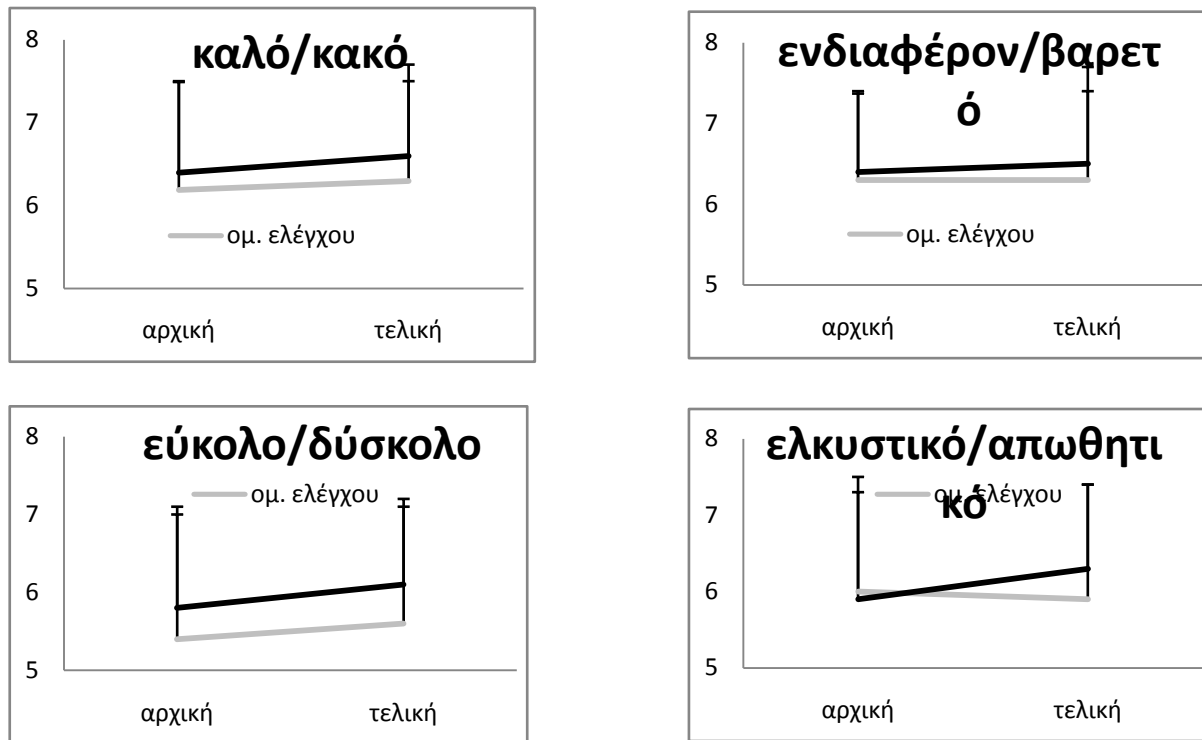 καλό/κακό
8
7
6
5
ομ. ελέγχου
αρχική τελική
ενδιαφέρον/βαρετ
ό
8
7
6
5
ομ. ελέγχου
αρχική τελική
εύκολο/δύσκολο
8
ομ. ελέγχου
7
6
5
αρχική τελική
ελκυστικό/απωθητι
κό
8
ομ. ελέγχου
7
6
5
αρχική τελική